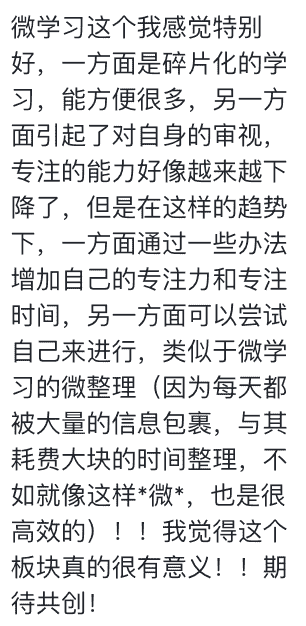 微学习这个我感觉特别
好，一方面是碎片化的学
习，能方便很多，另一方
面引起了对自身的审视，
专注的能力好像越来越下
降了，但是在这样的趋势
下，一方面通过一些办法
增加自己的专注力和专注
时间，另一方面可以尝试
自己来进行，类似于微学
习的微整理（因为每天都
被大量的信息包裹，与其
耗费大块的时间整理，不
如就像这样*微*，也是很
高效的）！！我觉得这个
板块真的很有意义！！期
待共创！